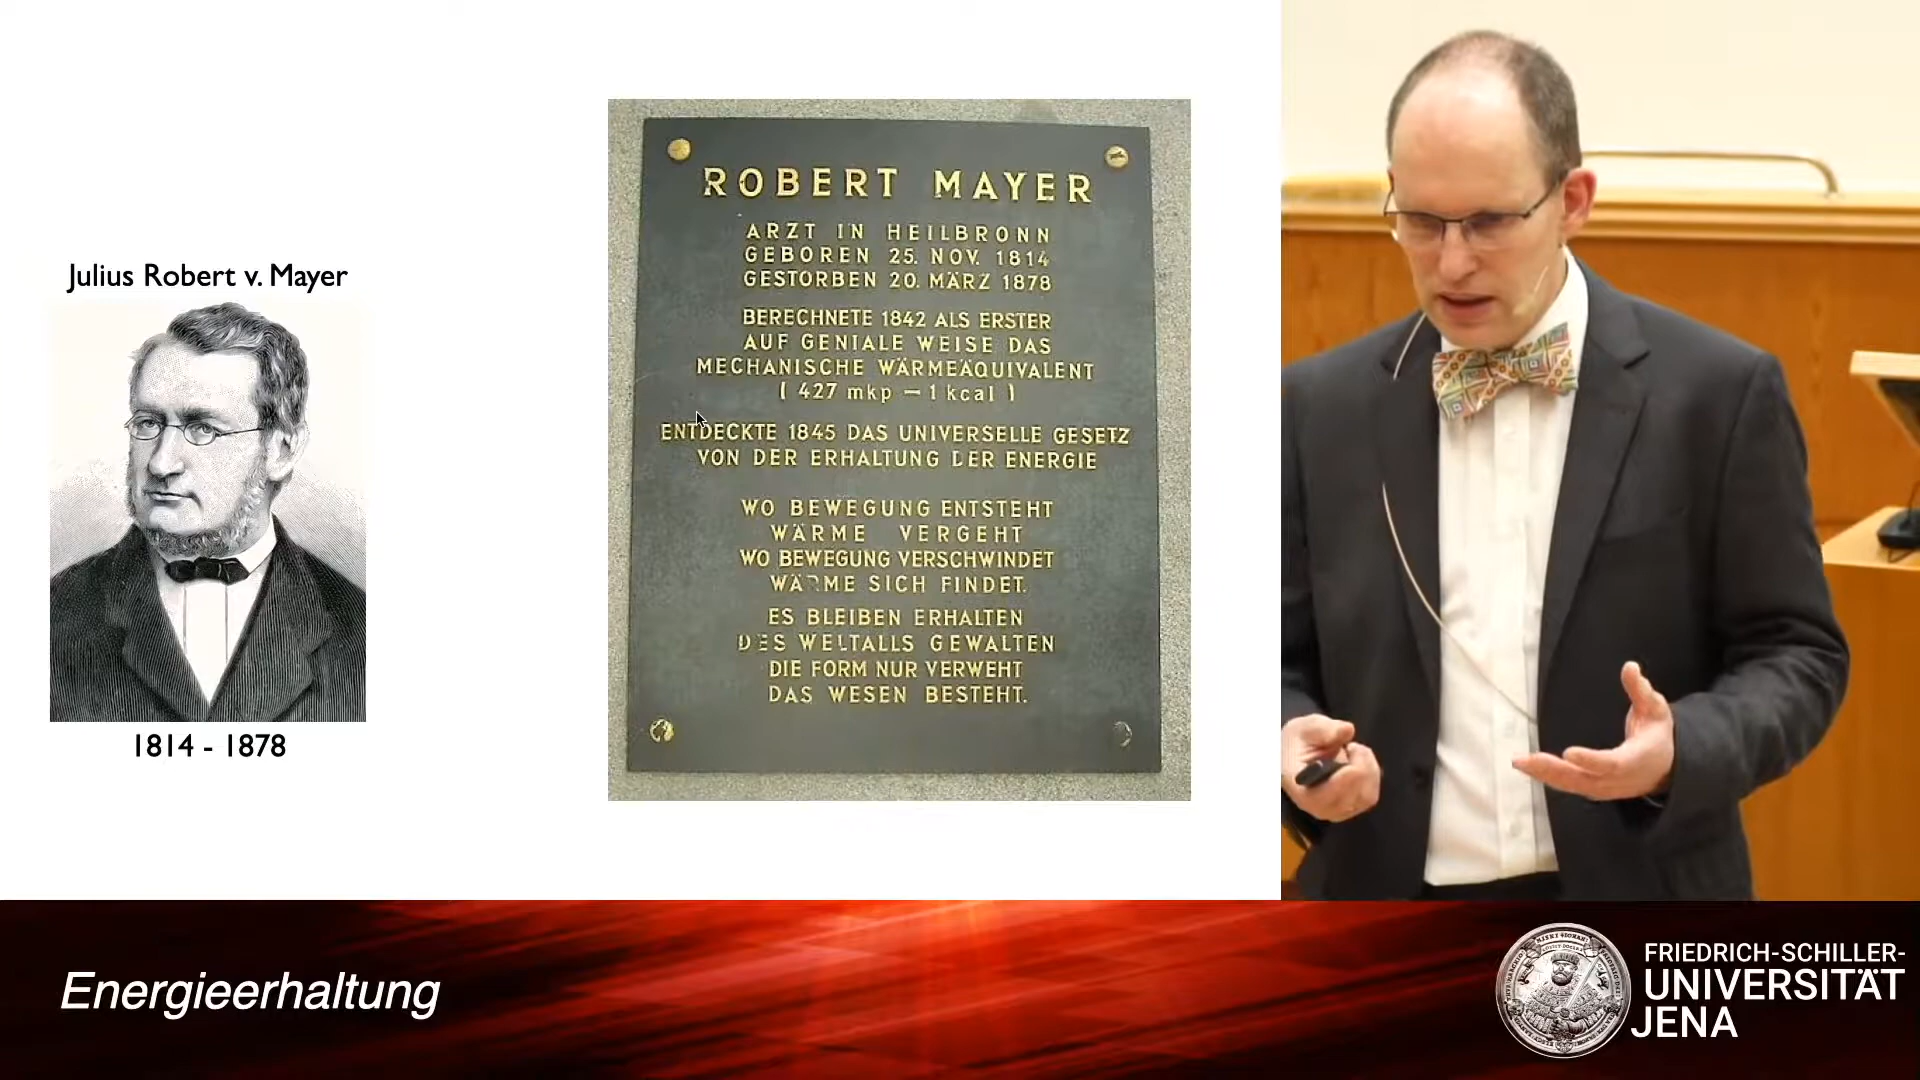 Julius Robert v. Mayer
1814 - 1878
ROBERT MAYER
ARZT IN HEILBRONN
GEBOREN 25. NOV. 1814
GESTORBEN 20. MÄRZ 1878
BERECHNETE 1842 ALS ERSTER
AUF GENIALE WEISE DAS
MECHANISCHE WÄRMEÄQUIVALENT
( 427 mkp — 1 kcal )
ENTDECKTE 1845 DAS UNIVERSELLE GESETZ
VON DER ERHALTUNG DER ENERGIE
WO BEWEGUNG ENTSTEHT
WÄRME VERGEHT
WO BEWEGUNG VERSCHWINDET
WÄRME SICH FINDET.
ES BLEIBEN ERHALTEN
DES WELTALLS GEWALTEN
DIE FORM NUR VERWEHT
DAS WESEN BESTEHT.
Energieerhaltung
FRIEDRICH-SCHILLER-
UNIVERSITÄT
JENA